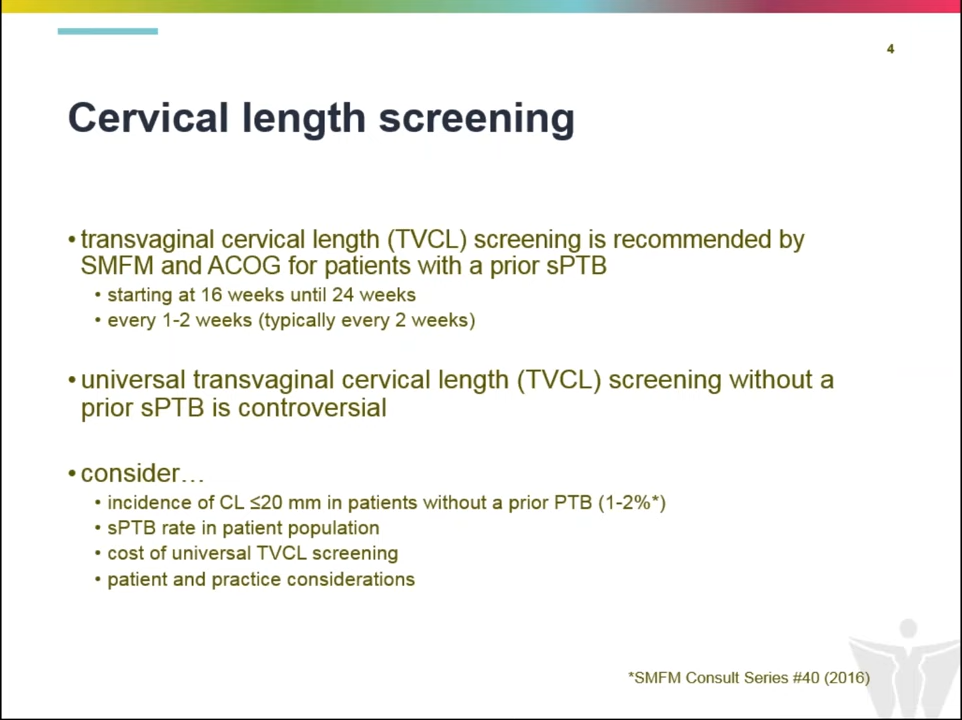 4
Cervical length screening
• transvaginal cervical length (TVCL) screening is recommended by
SMFM and ACOG for patients with a prior sPTB
• starting at 16 weeks until 24 weeks
• every 1-2 weeks (typically every 2 weeks)
• universal transvaginal cervical length (TVCL) screening without a
prior sPTB is controversial
• consider…
• incidence of CL ≤20 mm in patients without a prior PTB (1-2%*)
• sPTB rate in patient population
• cost of universal TVCL screening
• patient and practice considerations
*SMFM Consult Series #40 (2016)